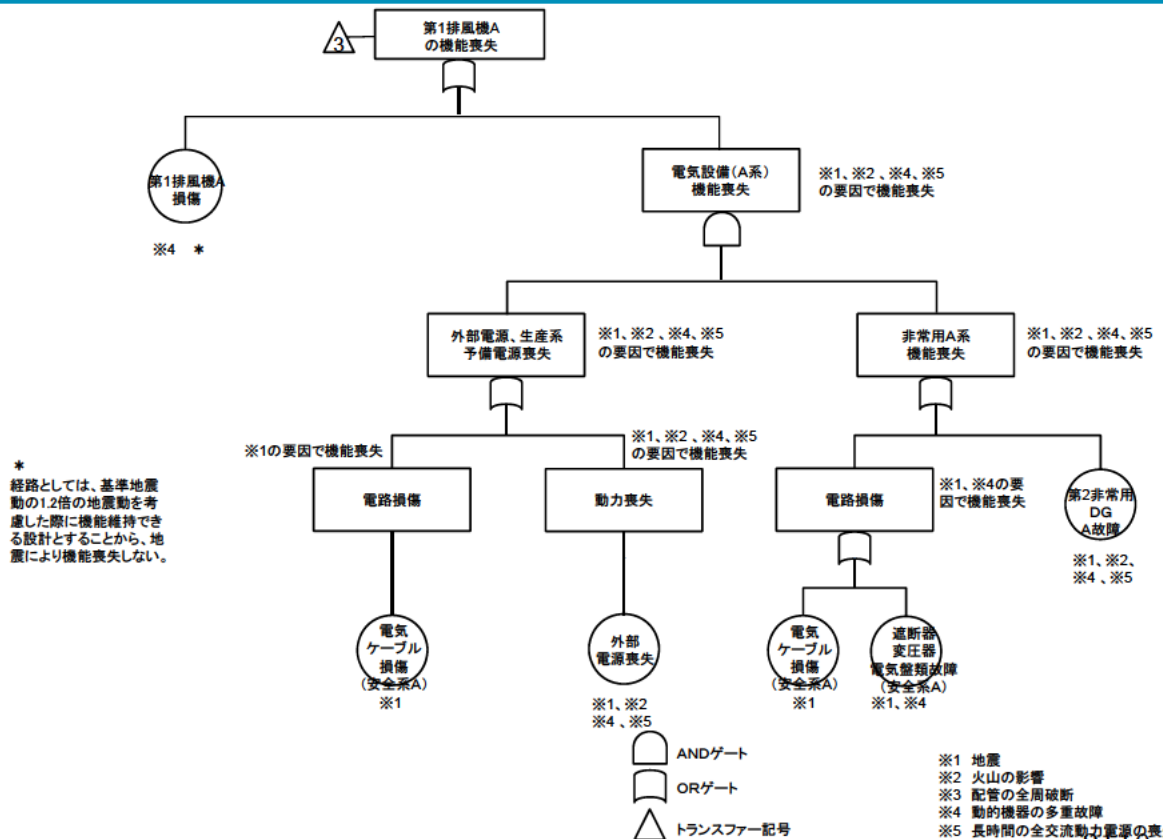 3
第1排風機A
の機能喪失
第1排風機A
損傷
※4 *
電気設備(A系)
機能喪失
※1、※2 、※4、※5
の要因で機能喪失
外部電源、生産系
予備電源喪失
※1、※2 、※4、※5
の要因で機能喪失
非常用A系
機能喪失
※1、※2 、※4、※5
の要因で機能喪失
※1の要因で機能喪失
電路損傷
※1、※2 、※4、※5
の要因で機能喪失
動力喪失
電路損傷
※1、※4の要
因で機能喪失
第2非常用
DG
A故障
※1、※2、
※4 、※5
*
経路としては、基準地震
動の1.2倍の地震動を考
慮した際に機能維持でき
る設計とすることから、地
震により機能喪失しない。
電気
ケーブル
損傷
(安全系A)
※1
外部
電源喪失
※1、※2
※4 、※5
電気
ケーブル
損傷
(安全系A)
※1
遮断器
変圧器
電気盤類故障
(安全系A)
※1、※4
ANDゲート
ORゲート
トランスファー記号
※1 地震
※2 火山の影響
※3 配管の全周破断
※4 動的機器の多重故障
※5 長時間の全交流動力電源の喪